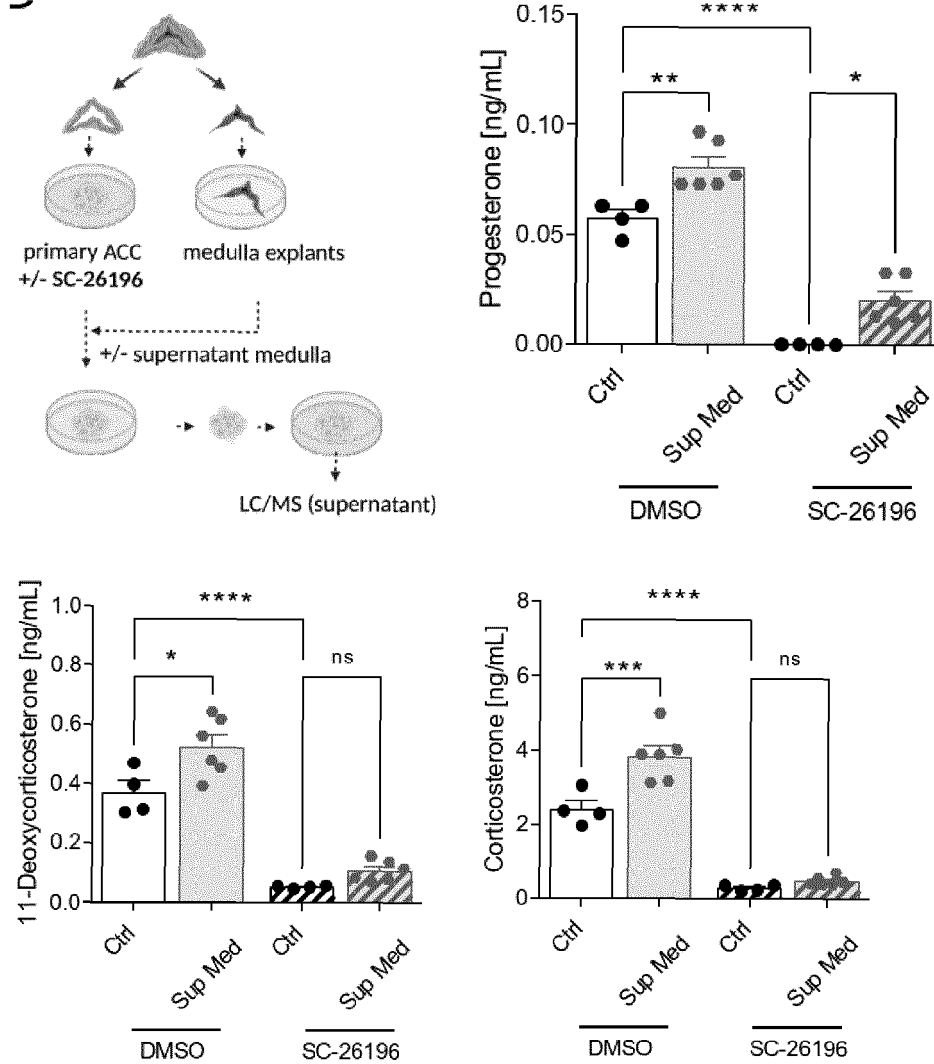 primary ACC
+/- SC-26196
medulla explants
+/- supernatant medulla
LC/MS (supernatant)
Progesterone [ng/mL]
0.15
0.10
0.05
0.00
****
**
*
Ctrl
Sup Med
Ctrl
Sup Med
DMSO
SC-26196
11-Deoxycorticosterone [ng/mL]
1.0
0.8
0.6
0.4
0.2
0.0
****
*
ns
Ctrl
Sup Med
Ctrl
Sup Med
DMSO
SC-26196
Corticosterone [ng/mL]
8
6
4
2
0
****
***
ns
Ctrl
Sup Med
Ctrl
Sup Med
DMSO
SC-26196